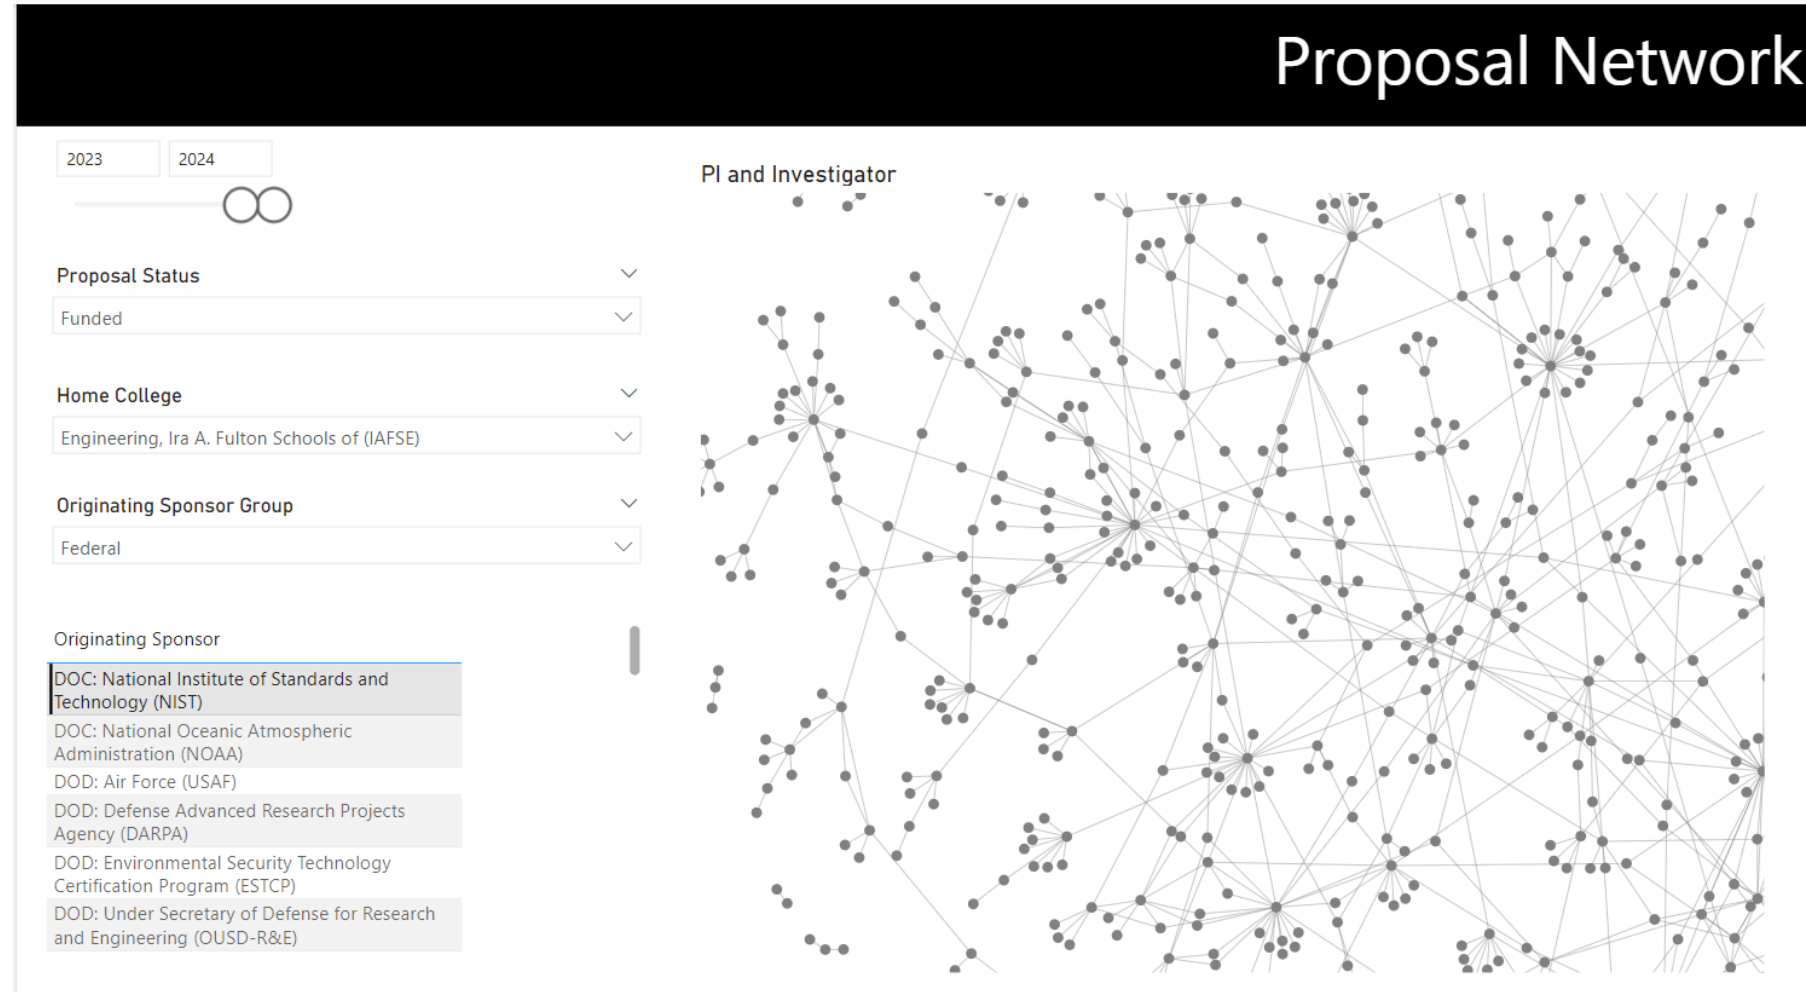 Proposal Network
2023
2024
PI and Investigator
Proposal Status
Funded
Home College
Engineering, Ira A. Fulton Schools of (IAFSE)
Originating Sponsor Group
Federal
Originating Sponsor
DOC: National Institute of Standards and
Technology (NIST)
DOC: National Oceanic Atmospheric
Administration (NOAA)
DOD: Air Force (USAF)
DOD: Defense Advanced Research Projects
Agency (DARPA)
DOD: Environmental Security Technology
Certification Program (ESTCP)
DOD: Under Secretary of Defense for Research
and Engineering (OUSD-R&E)